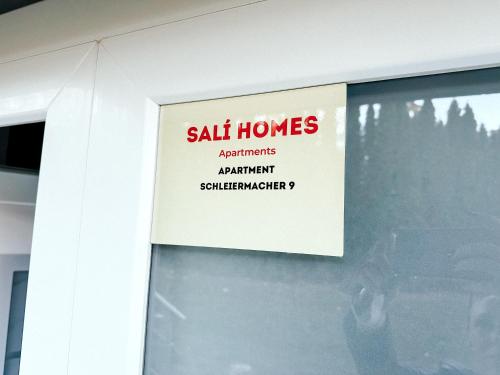 SALÍ HOMES
Apartments
APARTMENT
SCHLEIERMACHER 9